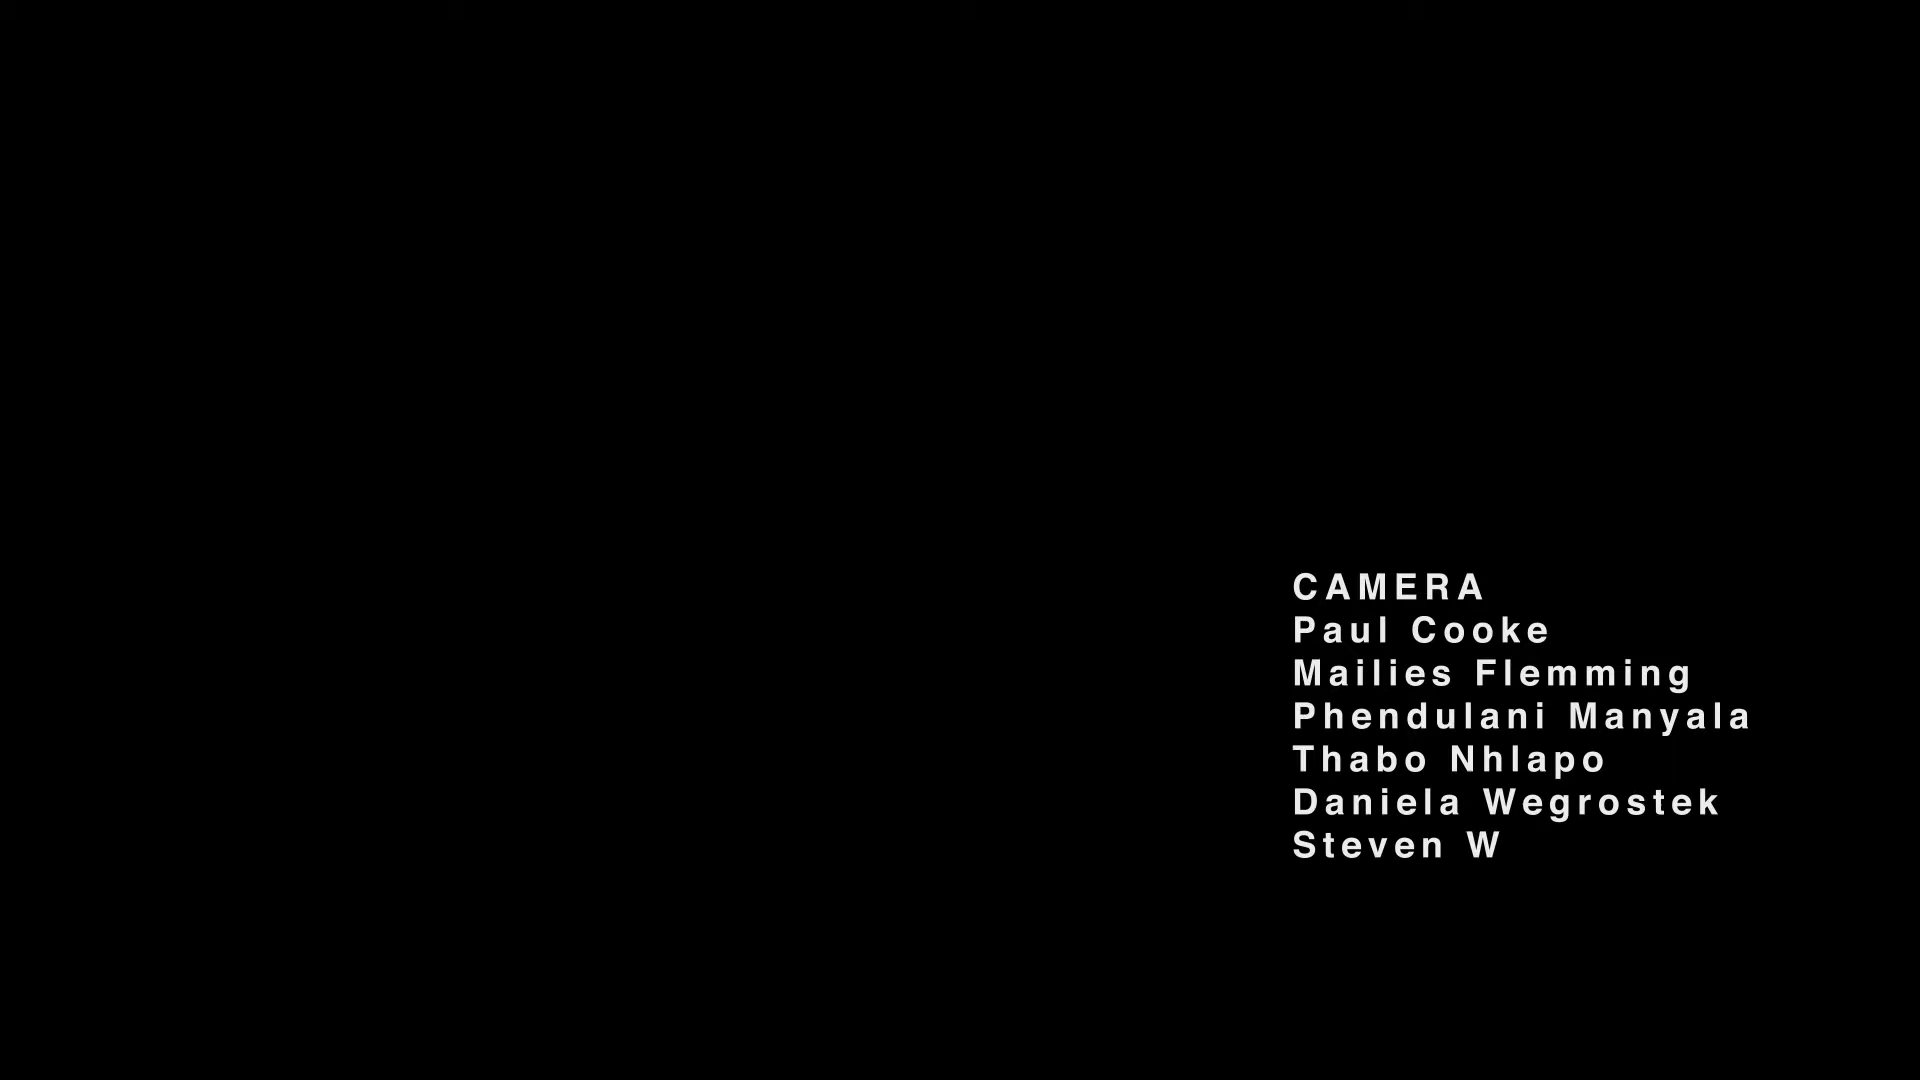 CAMERA
Paul Cooke
Mailies Flemming
Phendulani Manyala
Thabo Nhlapo
Daniela Wegrostek
Steven W